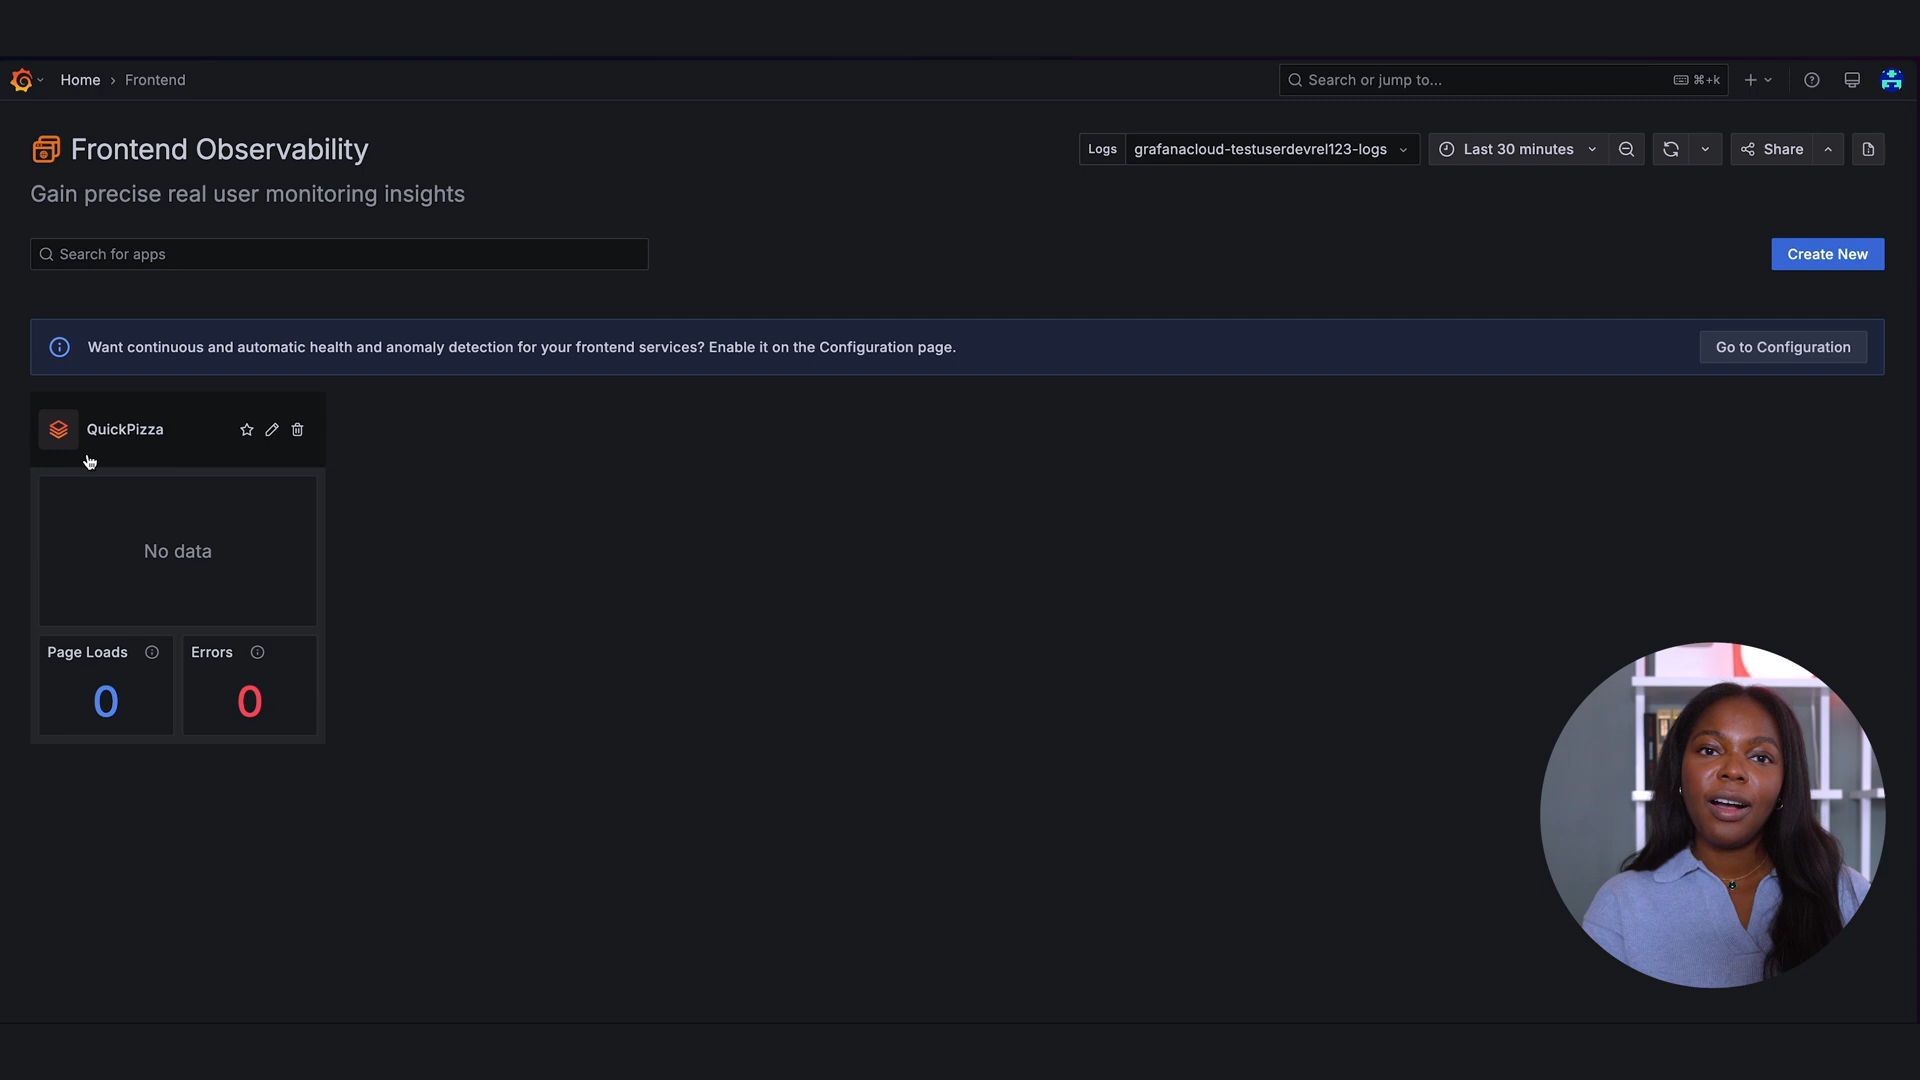 Home › Frontend
Search or jump to...
⌘+k
Frontend Observability
Logs
grafanacloud-testuserdevrel123-logs
Last 30 minutes
Share
Gain precise real user monitoring insights
Search for apps
Create New
Want continuous and automatic health and anomaly detection for your frontend services? Enable it on the Configuration page.
Go to Configuration
QuickPizza
No data
Page Loads
Errors
0
0